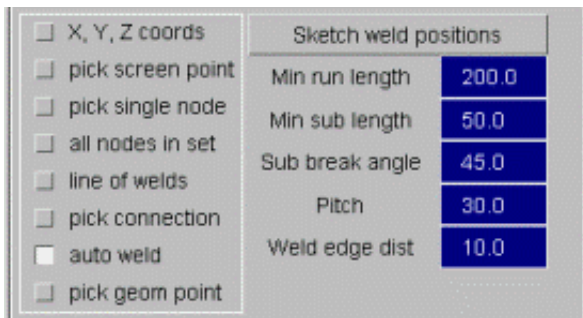 X, Y, Z coords
pick screen point
pick single node
all nodes in set
line of welds
pick connection
auto weld
pick geom point
Sketch weld positions
Min run length 200.0
Min sub length 50.0
Sub break angle 45.0
Pitch 30.0
Weld edge dist 10.0